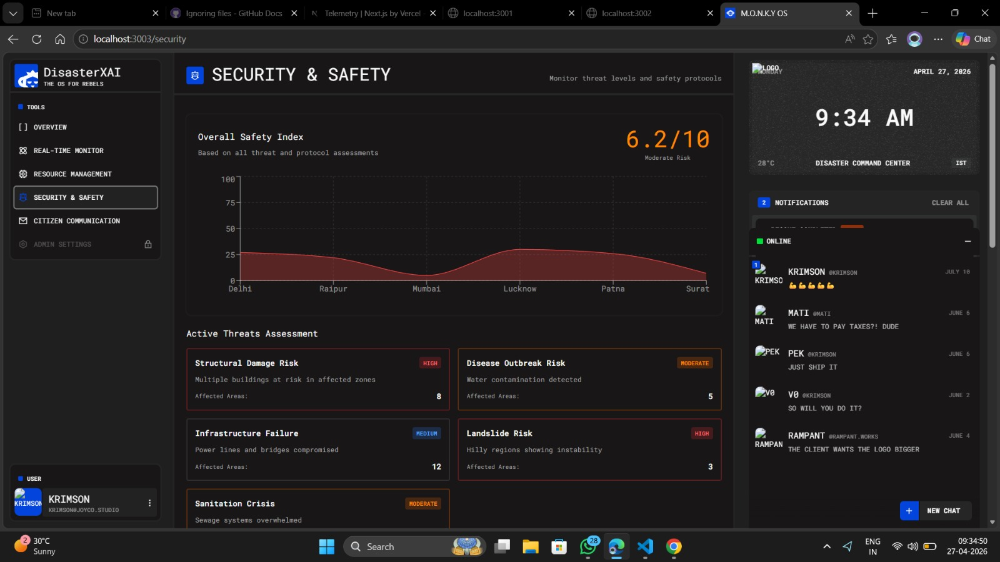 New tab
Ignoring files - GitHub Docs
Telemetry | Next.js by Vercel
localhost:3001
localhost:3002
M.O.N.K.Y OS
localhost:3003/security
Chat
DisasterXAI
THE OS FOR REBELS
TOOLS
[ ] OVERVIEW
REAL-TIME MONITOR
RESOURCE MANAGEMENT
SECURITY & SAFETY
CITIZEN COMMUNICATION
ADMIN SETTINGS
USER
KRIMSON
KRIMSON
KRIMSON@JOYCO.STUDIO
SECURITY & SAFETY
Monitor threat levels and safety protocols
Overall Safety Index
Based on all threat and protocol assessments
6.2/10
Moderate Risk
100
75
50
25
0
Delhi Raipur Mumbai Lucknow Patna Surat
Active Threats Assessment
Structural Damage Risk
HIGH
Multiple buildings at risk in affected zones
Affected Areas:
8
Disease Outbreak Risk
MODERATE
Water contamination detected
Affected Areas:
5
Infrastructure Failure
MEDIUM
Power lines and bridges compromised
Affected Areas:
12
Landslide Risk
HIGH
Hilly regions showing instability
Affected Areas:
3
Sanitation Crisis
MODERATE
Sewage systems overwhelmed
LOGO
MONDAY
APRIL 27, 2026
9:34 AM
28°C
DISASTER COMMAND CENTER
IST
2 NOTIFICATIONS
CLEAR ALL
ONLINE
1
KRIMSO
KRIMSON @KRIMSON
JULY 10
💪💪💪💪💪
MATI
MATI @MATI
JUNE 6
WE HAVE TO PAY TAXES?! DUDE
PEK
PEK @KRIMSON
JUNE 6
JUST SHIP IT
V0
V0 @KRIMSON
JUNE 2
SO WILL YOU DO IT?
RAMPAN
RAMPANT @RAMPANT.WORKS
JUNE 4
THE CLIENT WANTS THE LOGO BIGGER
+ NEW CHAT
2
30°C
Sunny
Search
28
ENG
IN
09:34:50
27-04-2026